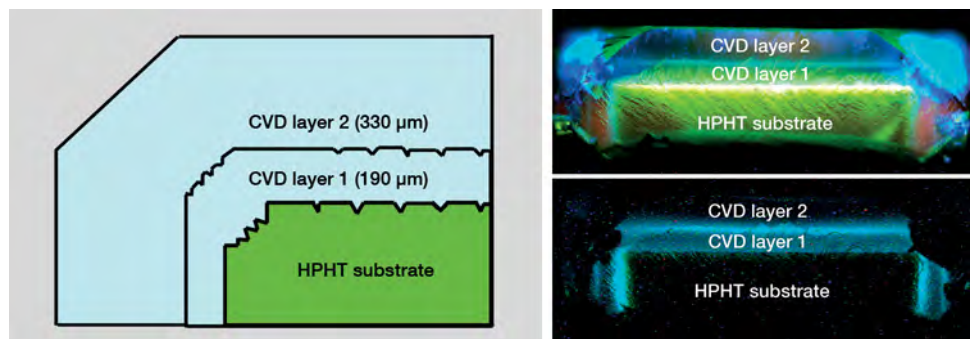 CVD layer 2 (330 µm)
CVD layer 1 (190 µm)
HPHT substrate
CVD layer 2
CVD layer 1
HPHT substrate
CVD layer 2
CVD layer 1
HPHT substrate